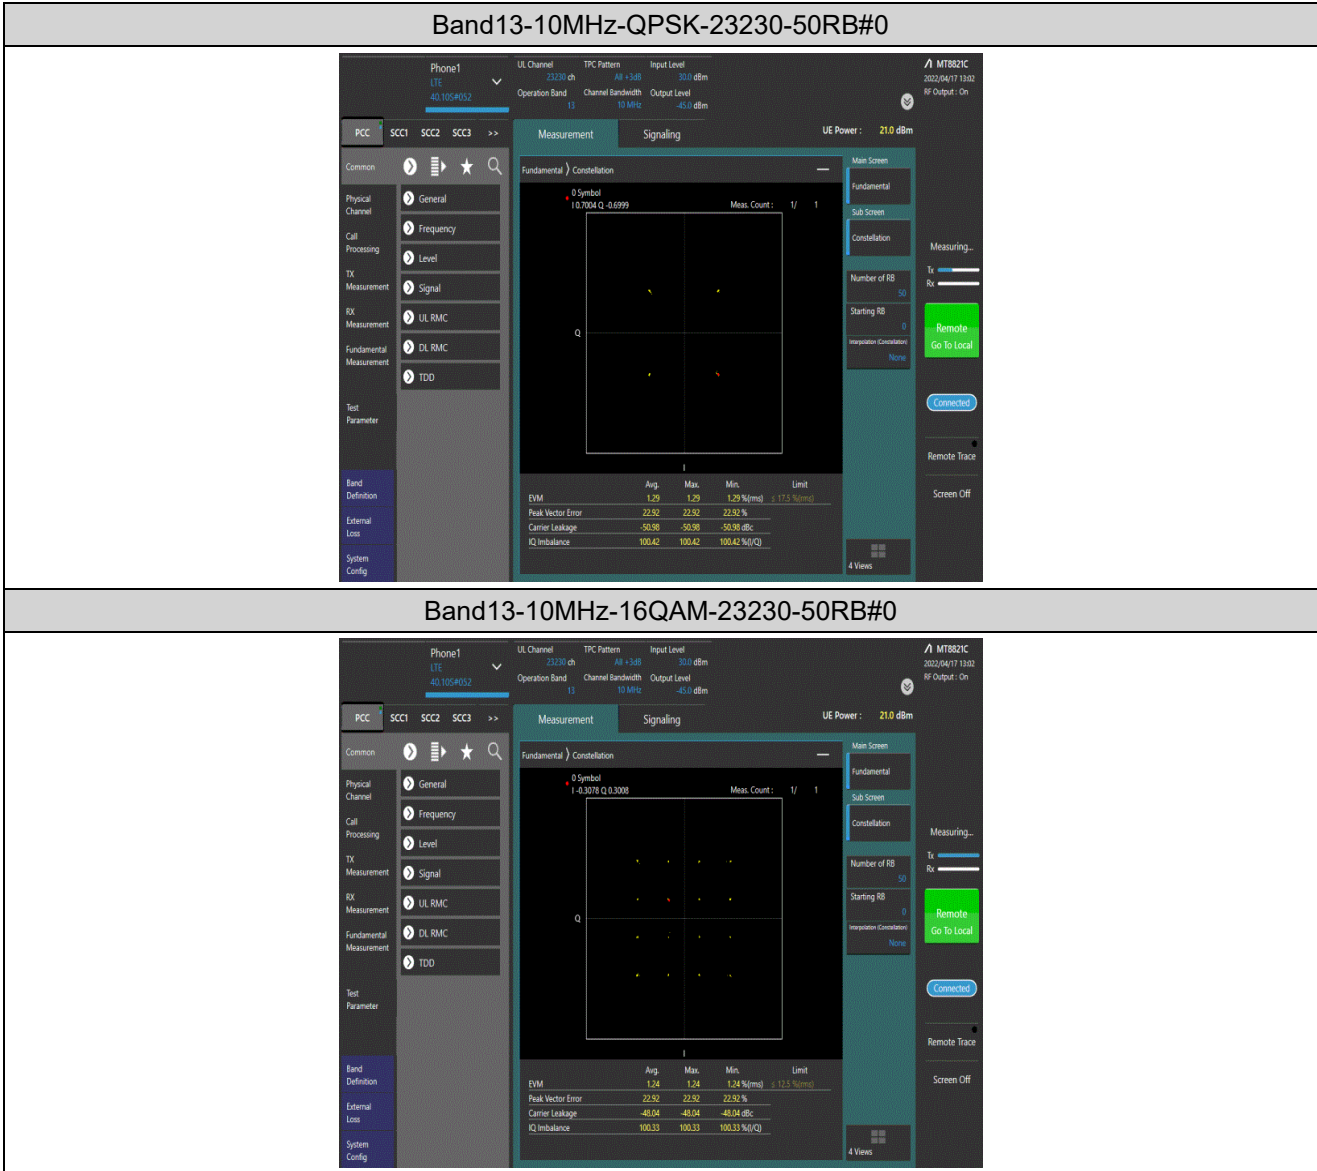 Band13-10MHz-QPSK-23230-50RB#0
Phone1
LTE
40.105#052
UL Channel TPC Pattern Input Level
23230 ch All +3dB 30.0 dBm
Operation Band Channel Bandwidth Output Level
13 10 MHz -45.0 dBm
MT8821C
2022/04/17 13:02
RF Output : On
PCC SCC1 SCC2 SCC3 >>
Measurement Signaling
UE Power : 21.0 dBm
Common
Physical Channel
Call Processing
TX Measurement
RX Measurement
Fundamental Measurement
Test Parameter
Band Definition
External Loss
System Config
General
Frequency
Level
Signal
UL RMC
DL RMC
TDD
Fundamental Constellation
0 Symbol
I 0.7004 Q -0.6999 Meas. Count : 1/ 1
Q
I
Avg. Max. Min. Limit
EVM 1.29 1.29 1.29 %(rms) ≤ 17.5 %(rms)
Peak Vector Error 22.92 22.92 22.92 %
Carrier Leakage -50.98 -50.98 -50.98 dBc
IQ Imbalance 100.42 100.42 100.42 %(I/Q)
Main Screen
Fundamental
Sub Screen
Constellation
Number of RB
50
Starting RB
0
Interpolation (Constellation)
None
4 Views
Measuring...
Tx
Rx
Remote
Go To Local
Connected
Remote Trace
Screen Off
Band13-10MHz-16QAM-23230-50RB#0
Phone1
LTE
40.105#052
UL Channel TPC Pattern Input Level
23230 ch All +3dB 30.0 dBm
Operation Band Channel Bandwidth Output Level
13 10 MHz -45.0 dBm
MT8821C
2022/04/17 13:02
RF Output : On
PCC SCC1 SCC2 SCC3 >>
Measurement Signaling
UE Power : 21.0 dBm
Common
Physical Channel
Call Processing
TX Measurement
RX Measurement
Fundamental Measurement
Test Parameter
Band Definition
External Loss
System Config
General
Frequency
Level
Signal
UL RMC
DL RMC
TDD
Fundamental Constellation
0 Symbol
I -0.3078 Q 0.3008 Meas. Count : 1/ 1
Q
I
Avg. Max. Min. Limit
EVM 1.24 1.24 1.24 %(rms) ≤ 12.5 %(rms)
Peak Vector Error 22.92 22.92 22.92 %
Carrier Leakage -48.04 -48.04 -48.04 dBc
IQ Imbalance 100.33 100.33 100.33 %(I/Q)
Main Screen
Fundamental
Sub Screen
Constellation
Number of RB
50
Starting RB
0
Interpolation (Constellation)
None
4 Views
Measuring...
Tx
Rx
Remote
Go To Local
Connected
Remote Trace
Screen Off